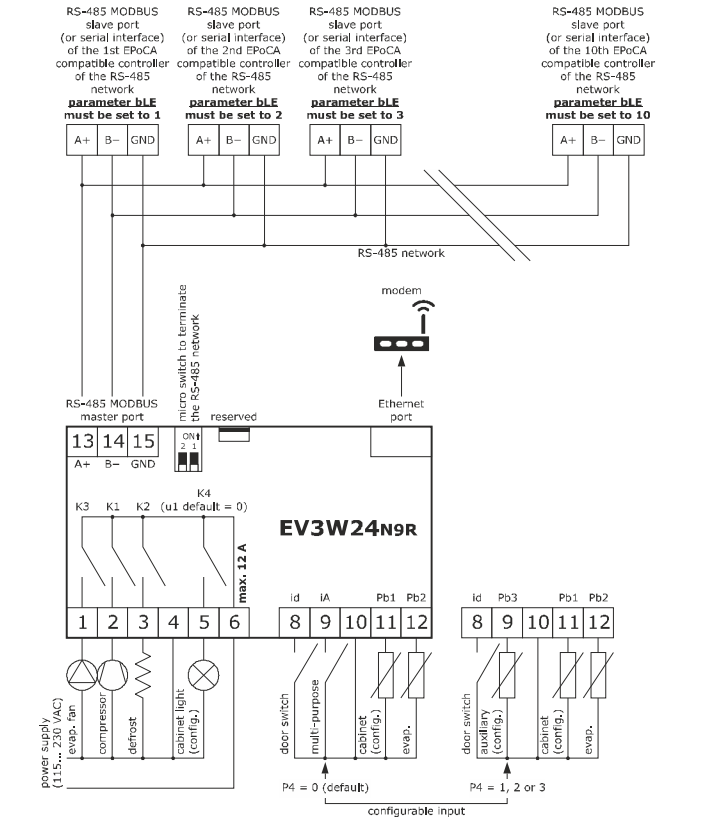 RS-485 MODBUS
slave port
(or serial interface)
of the 1st EPoCA
compatible controller
of the RS-485
network
parameter bLE
must be set to 1
RS-485 MODBUS
slave port
(or serial interface)
of the 2nd EPoCA
compatible controller
of the RS-485
network
parameter bLE
must be set to 2
RS-485 MODBUS
slave port
(or serial interface)
of the 3rd EPoCA
compatible controller
of the RS-485
network
parameter bLE
must be set to 3
RS-485 MODBUS
slave port
(or serial interface)
of the 10th EPoCA
compatible controller
of the RS-485
network
parameter bLE
must be set to 10
A+ B– GND
A+ B– GND
A+ B– GND
A+ B– GND
RS-485 network
modem
micro switch to terminate
the RS-485 network
RS-485 MODBUS
master port
reserved
Ethernet
port
13 14 15
A+ B– GND
ON
2 1
K3 K1 K2
K4
(u1 default = 0)
max. 12 A
EV3W24N9R
id iA Pb1 Pb2
id Pb3 Pb1 Pb2
1 2 3 4 5 6
8 9 10 11 12
8 9 10 11 12
power supply
(115... 230 VAC)
evap. fan
compressor
defrost
cabinet light
(config.)
door switch
multi-purpose
cabinet
(config.)
evap.
door switch
auxiliary
(config.)
cabinet
(config.)
evap.
P4 = 0 (default)
P4 = 1, 2 or 3
configurable input